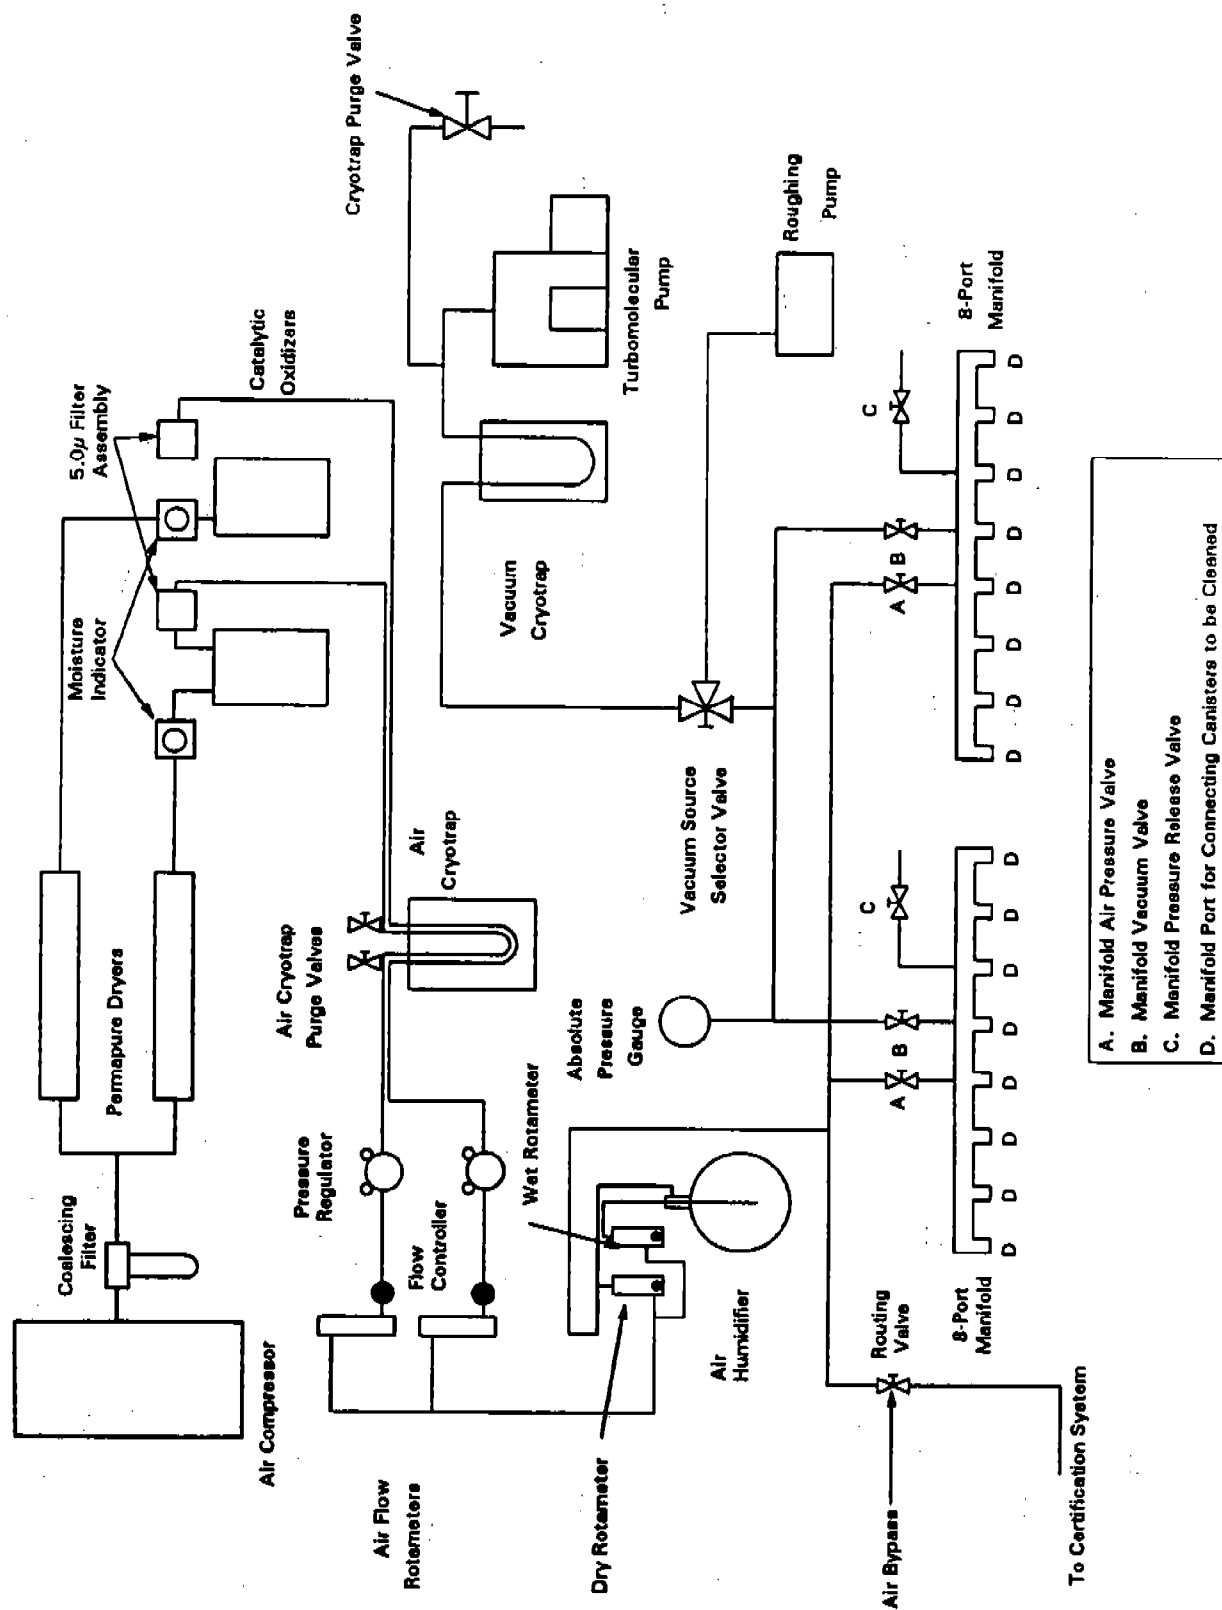 Air Compressor
Coalescing
Filter
Permapure Dryers
Moisture
Indicator
5.0μ Filter
Assembly
Catalytic
Oxidizers
Cryotrap Purge Valve
Air Flow
Rotameters
Pressure
Regulator
Flow
Controller
Air Cryotrap
Purge Valves
Air
Cryotrap
Vacuum
Cryotrap
Turbomolecular
Pump
Dry Rotameter
Wet Rotameter
Air
Humidifier
Absolute
Pressure
Gauge
Vacuum Source
Selector Valve
Roughing
Pump
Air Bypass
Routing
Valve
To Certification System
8-Port
Manifold
A
B
C
D D D D D D D D
A
B
C
8-Port
Manifold
D D D D D D D D
A. Manifold Air Pressure Valve
B. Manifold Vacuum Valve
C. Manifold Pressure Release Valve
D. Manifold Port for Connecting Canisters to be Cleaned